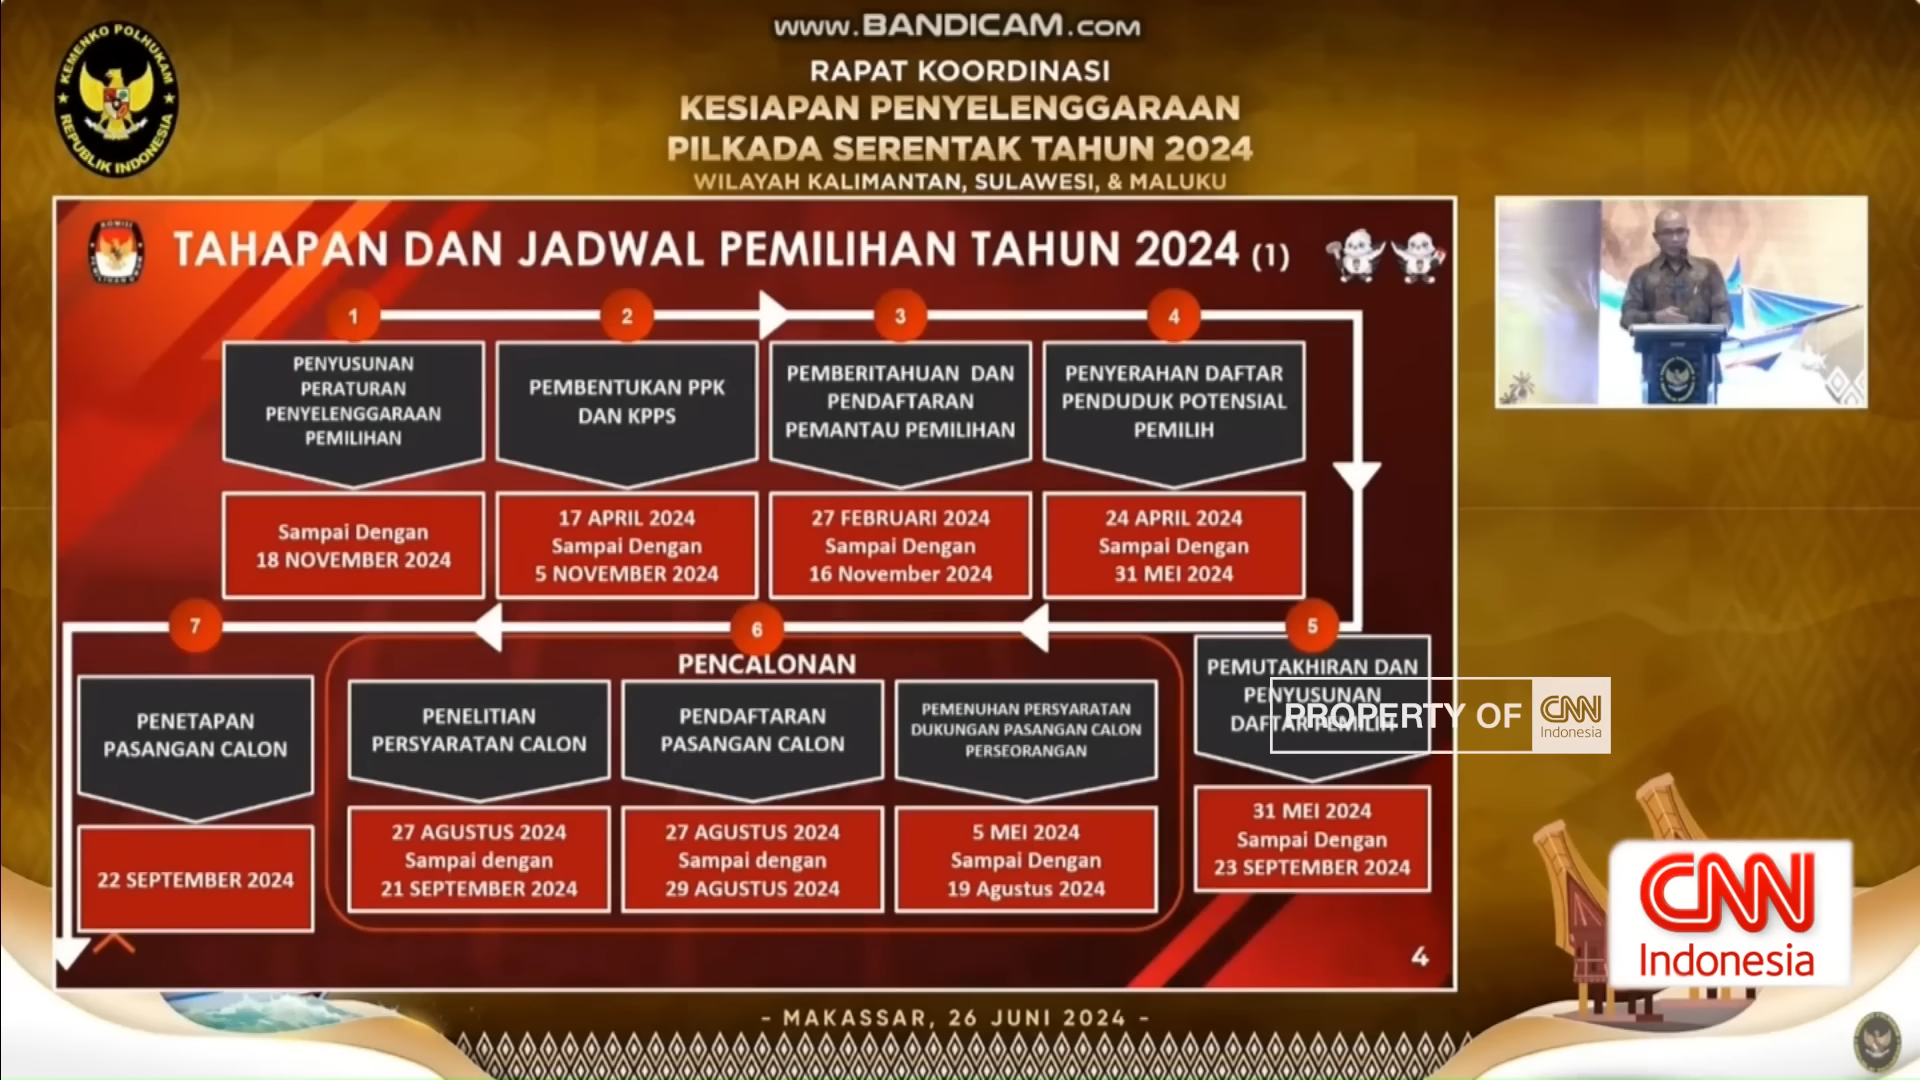 www.BANDICAM.COM
RAPAT KOORDINASI
KESIAPAN PENYELENGGARAAN
PILKADA SERENTAK TAHUN 2024
WILAYAH KALIMANTAN, SULAWESI, & MALUKU
KEMENKO POLHUKAM
REPUBLIK INDONESIA
TAHAPAN DAN JADWAL PEMILIHAN TAHUN 2024 (1)
1
PENYUSUNAN
PERATURAN
PENYELENGGARAAN
PEMILIHAN
Sampai Dengan
18 NOVEMBER 2024
2
PEMBENTUKAN PPK
DAN KPPS
17 APRIL 2024
Sampai Dengan
5 NOVEMBER 2024
3
PEMBERITAHUAN DAN
PENDAFTARAN
PEMANTAU PEMILIHAN
27 FEBRUARI 2024
Sampai Dengan
16 November 2024
4
PENYERAHAN DAFTAR
PENDUDUK POTENSIAL
PEMILIH
24 APRIL 2024
Sampai Dengan
31 MEI 2024
5
PEMUTAKHIRAN DAN
PENYUSUNAN
DAFTAR PEMILIH
31 MEI 2024
Sampai Dengan
23 SEPTEMBER 2024
6
PENCALONAN
PEMENUHAN PERSYARATAN
DUKUNGAN PASANGAN CALON
PERSEORANGAN
5 MEI 2024
Sampai Dengan
19 Agustus 2024
PENDAFTARAN
PASANGAN CALON
27 AGUSTUS 2024
Sampai dengan
29 AGUSTUS 2024
PENELITIAN
PERSYARATAN CALON
27 AGUSTUS 2024
Sampai dengan
21 SEPTEMBER 2024
7
PENETAPAN
PASANGAN CALON
22 SEPTEMBER 2024
4
PROPERTY OF CNN Indonesia
CNN
Indonesia
- MAKASSAR, 26 JUNI 2024 -